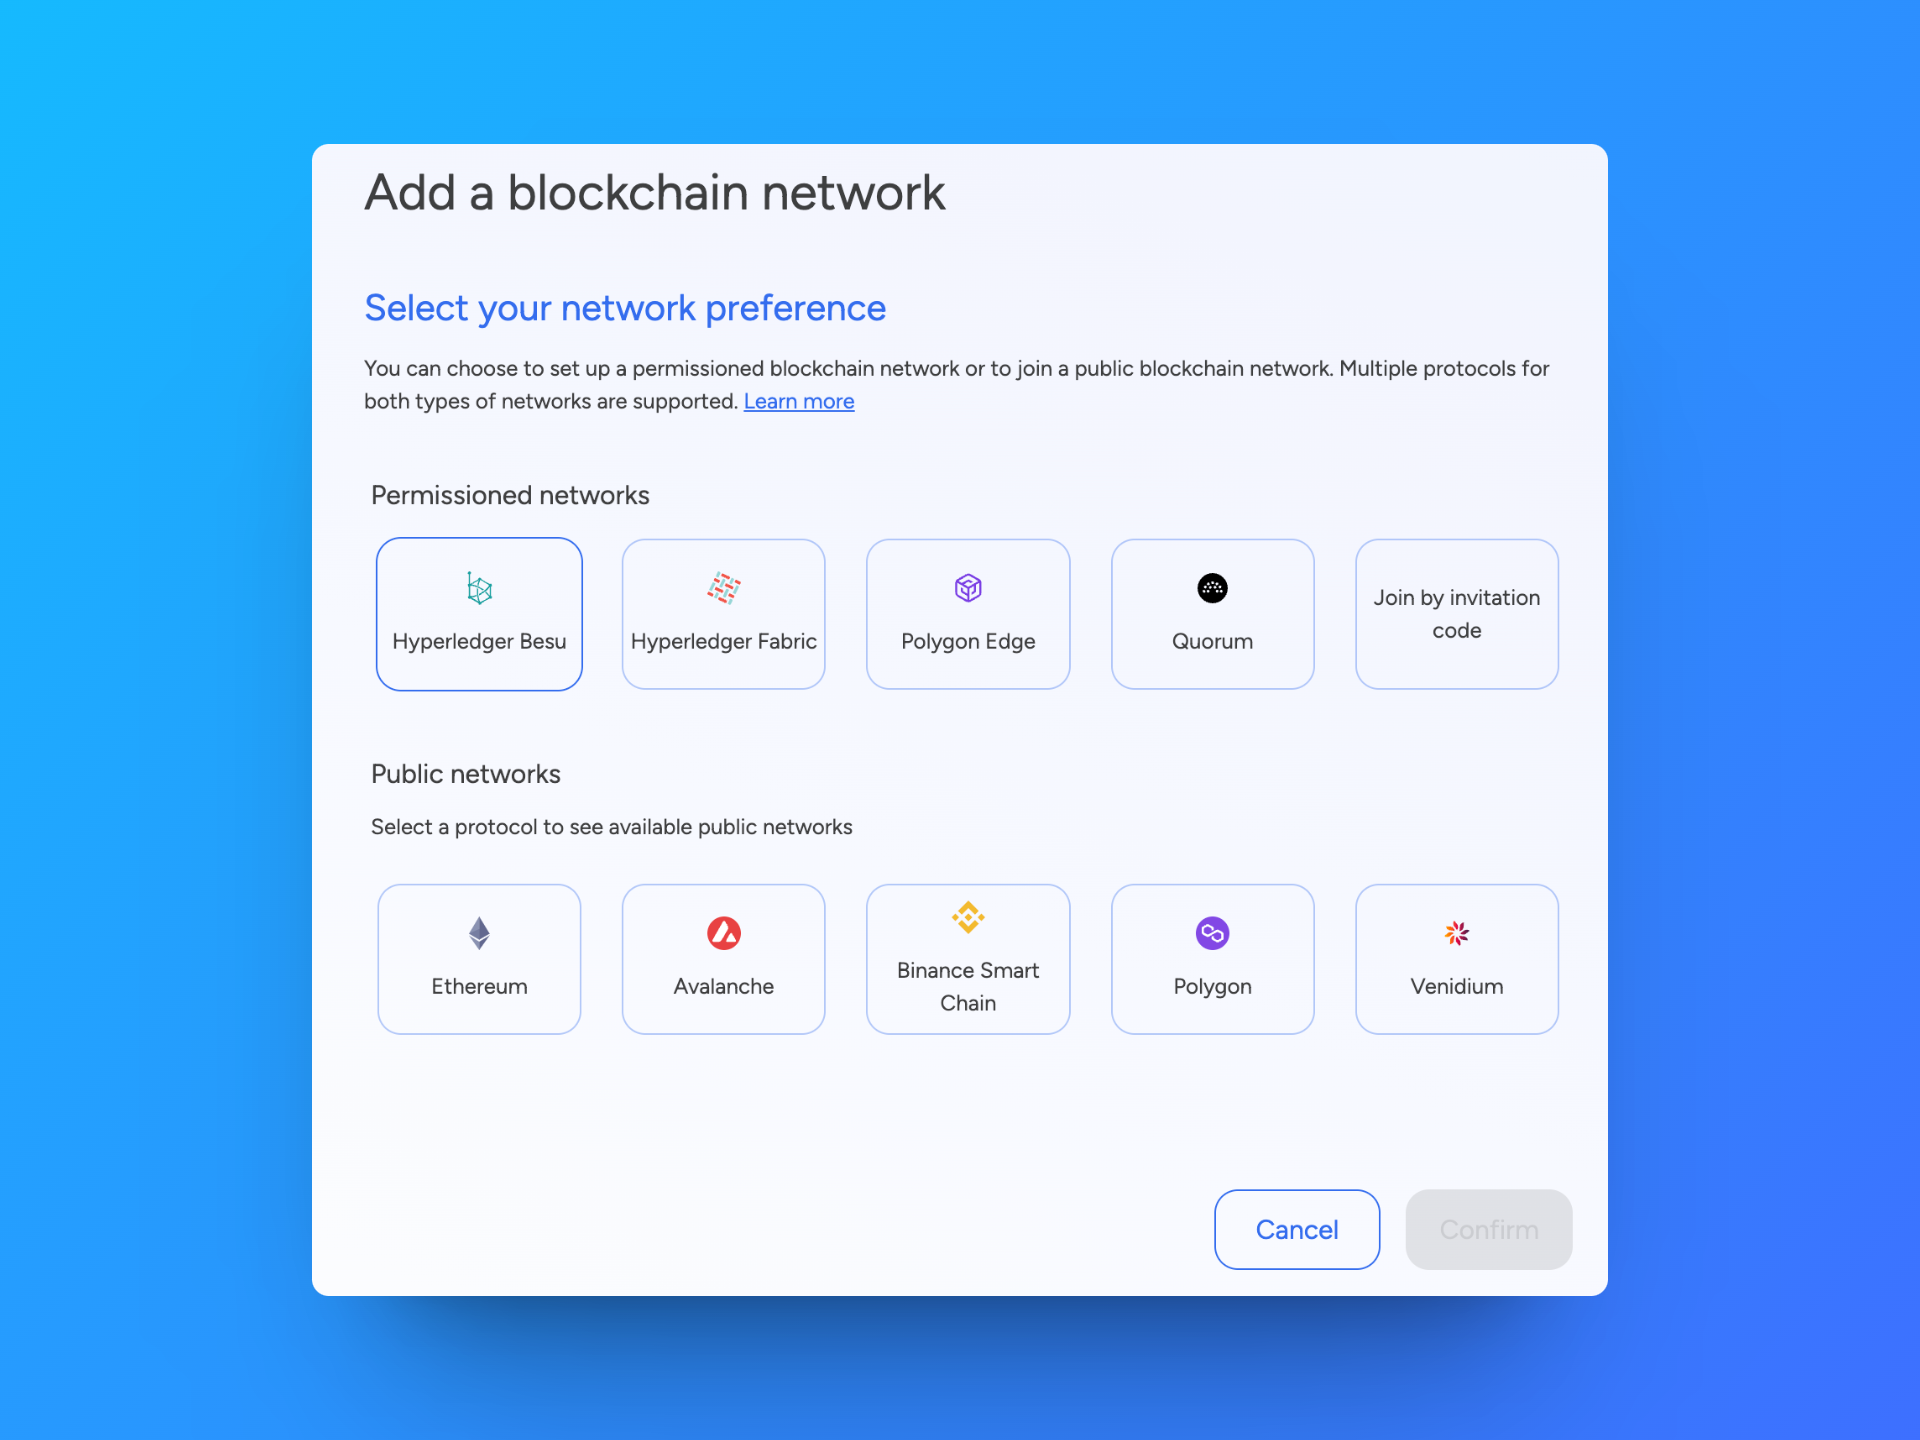 Add a blockchain network
Select your network preference
You can choose to set up a permissioned blockchain network or to join a public blockchain network. Multiple protocols for
both types of networks are supported. Learn more
Permissioned networks
Hyperledger Besu
Hyperledger Fabric
Polygon Edge
Quorum
Join by invitation
code
Public networks
Select a protocol to see available public networks
Ethereum
Avalanche
Binance Smart
Chain
Polygon
Venidium
Cancel
Confirm